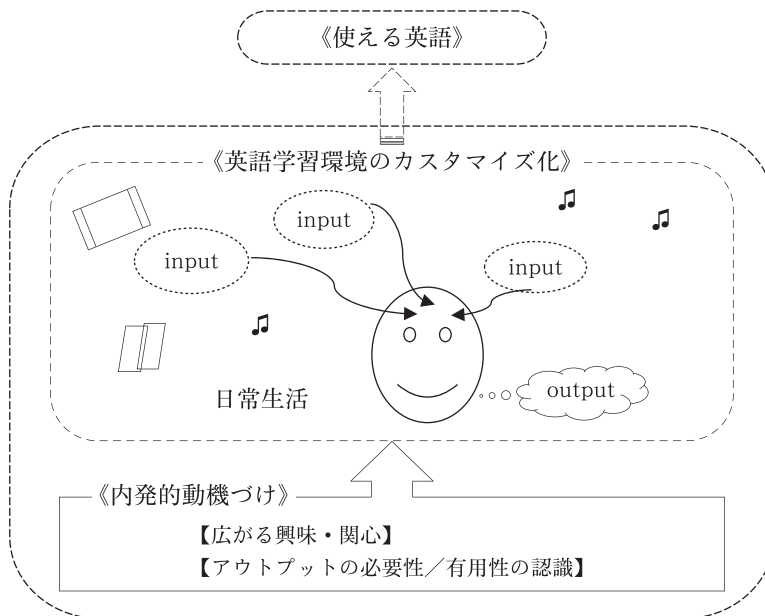 《使える英語》
《英語学習環境のカスタマイズ化》
input
input
input
日常生活
output
《内発的動機づけ》
【広がる興味・関心】
【アウトプットの必要性／有用性の認識】